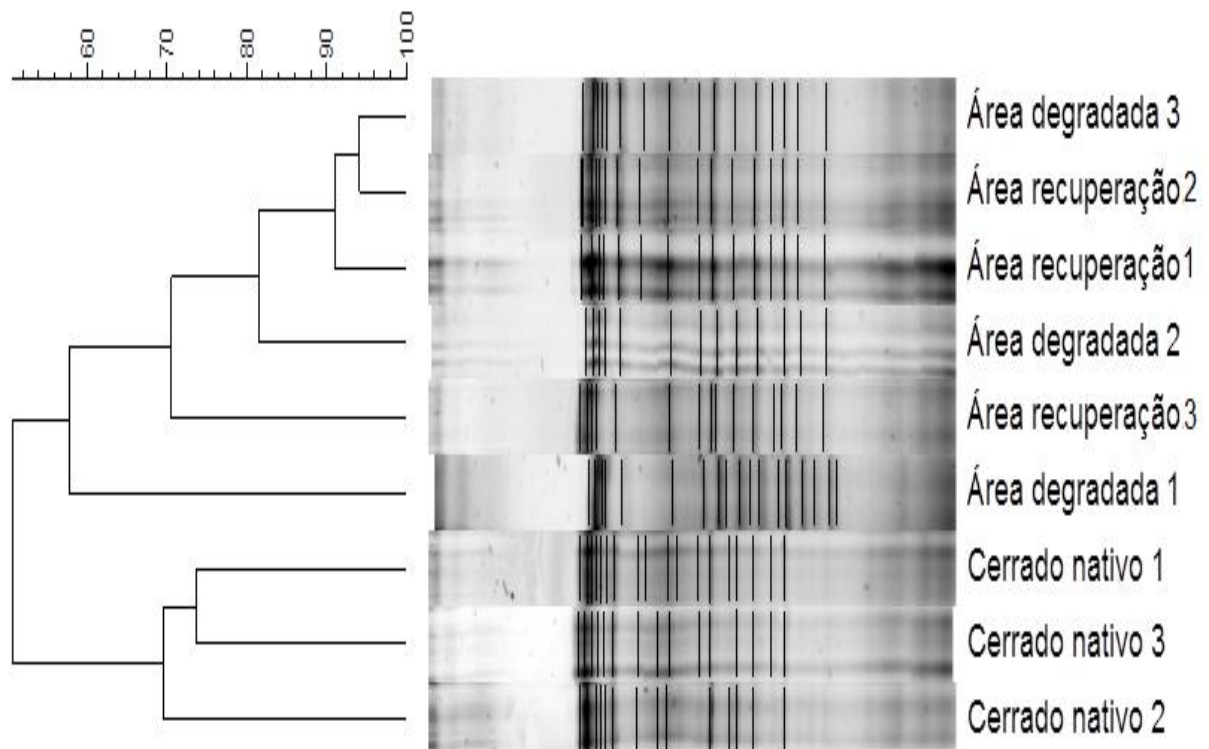 60 70 80 90 100
Área degradada 3
Área recuperação 2
Área recuperação 1
Área degradada 2
Área recuperação 3
Área degradada 1
Cerrado nativo 1
Cerrado nativo 3
Cerrado nativo 2